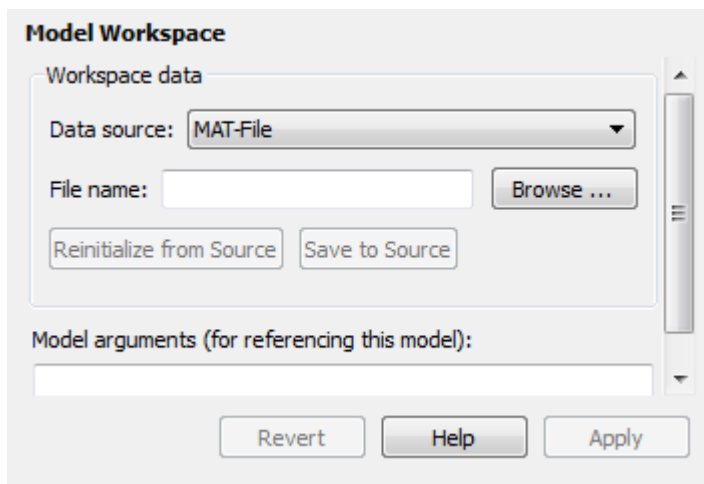 Model Workspace
Workspace data
Data source: MAT-File
File name: Browse ...
Reinitialize from Source Save to Source
Model arguments (for referencing this model):
Revert Help Apply